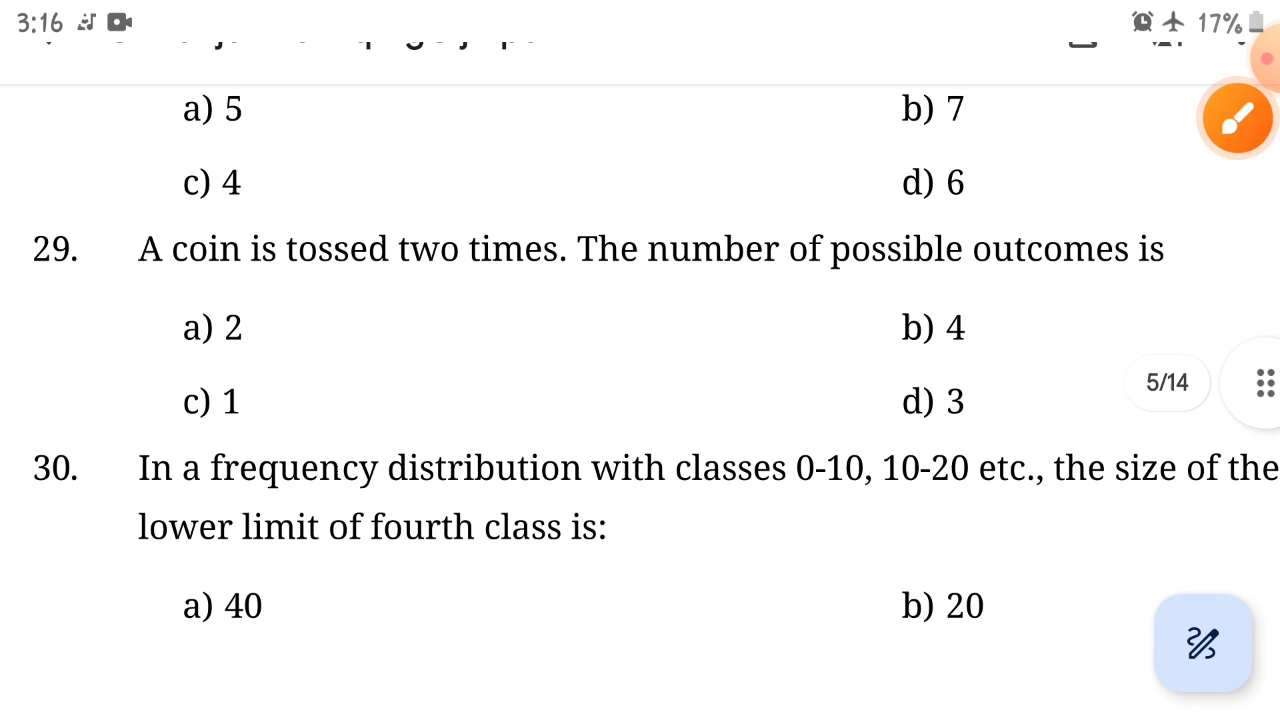 3:16 17%
a) 5 b) 7
c) 4 d) 6
29. A coin is tossed two times. The number of possible outcomes is
a) 2 b) 4
5/14
c) 1 d) 3
30. In a frequency distribution with classes 0-10, 10-20 etc., the size of the
lower limit of fourth class is:
a) 40 b) 20